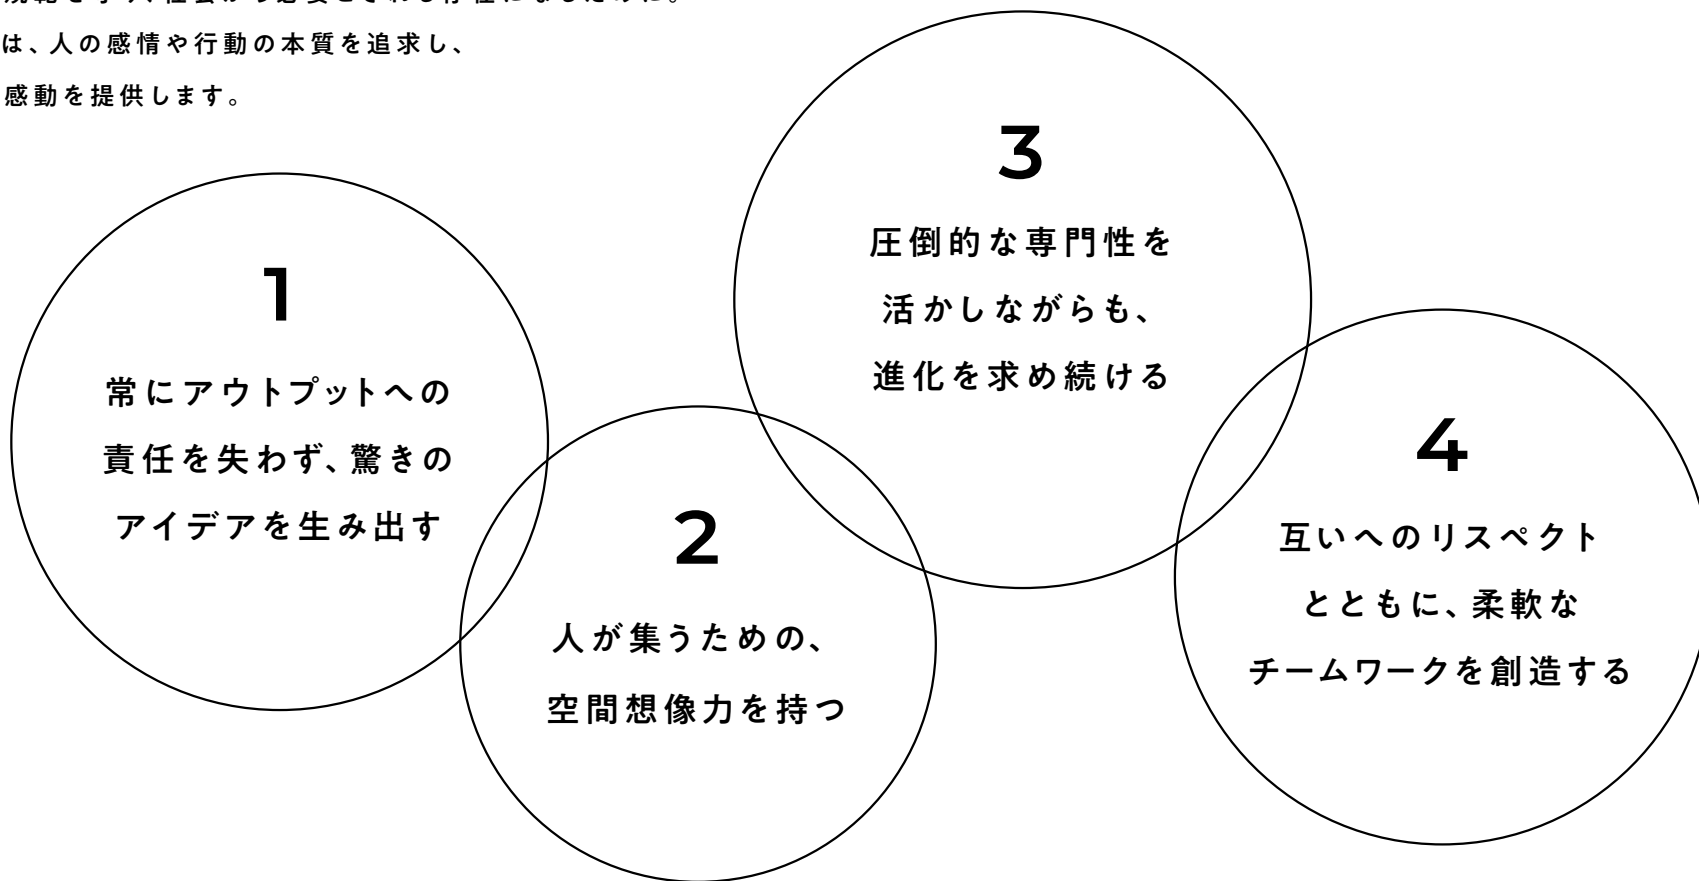 は、人の感情や行動の本質を追求し、
感動を提供します。
1
常にアウトプットへの
責任を失わず、驚きの
アイデアを生み出す
2
人が集うための、
空間想像力を持つ
3
圧倒的な専門性を
活かしながらも、
進化を求め続ける
4
互いへのリスペクト
とともに、柔軟な
チームワークを創造する